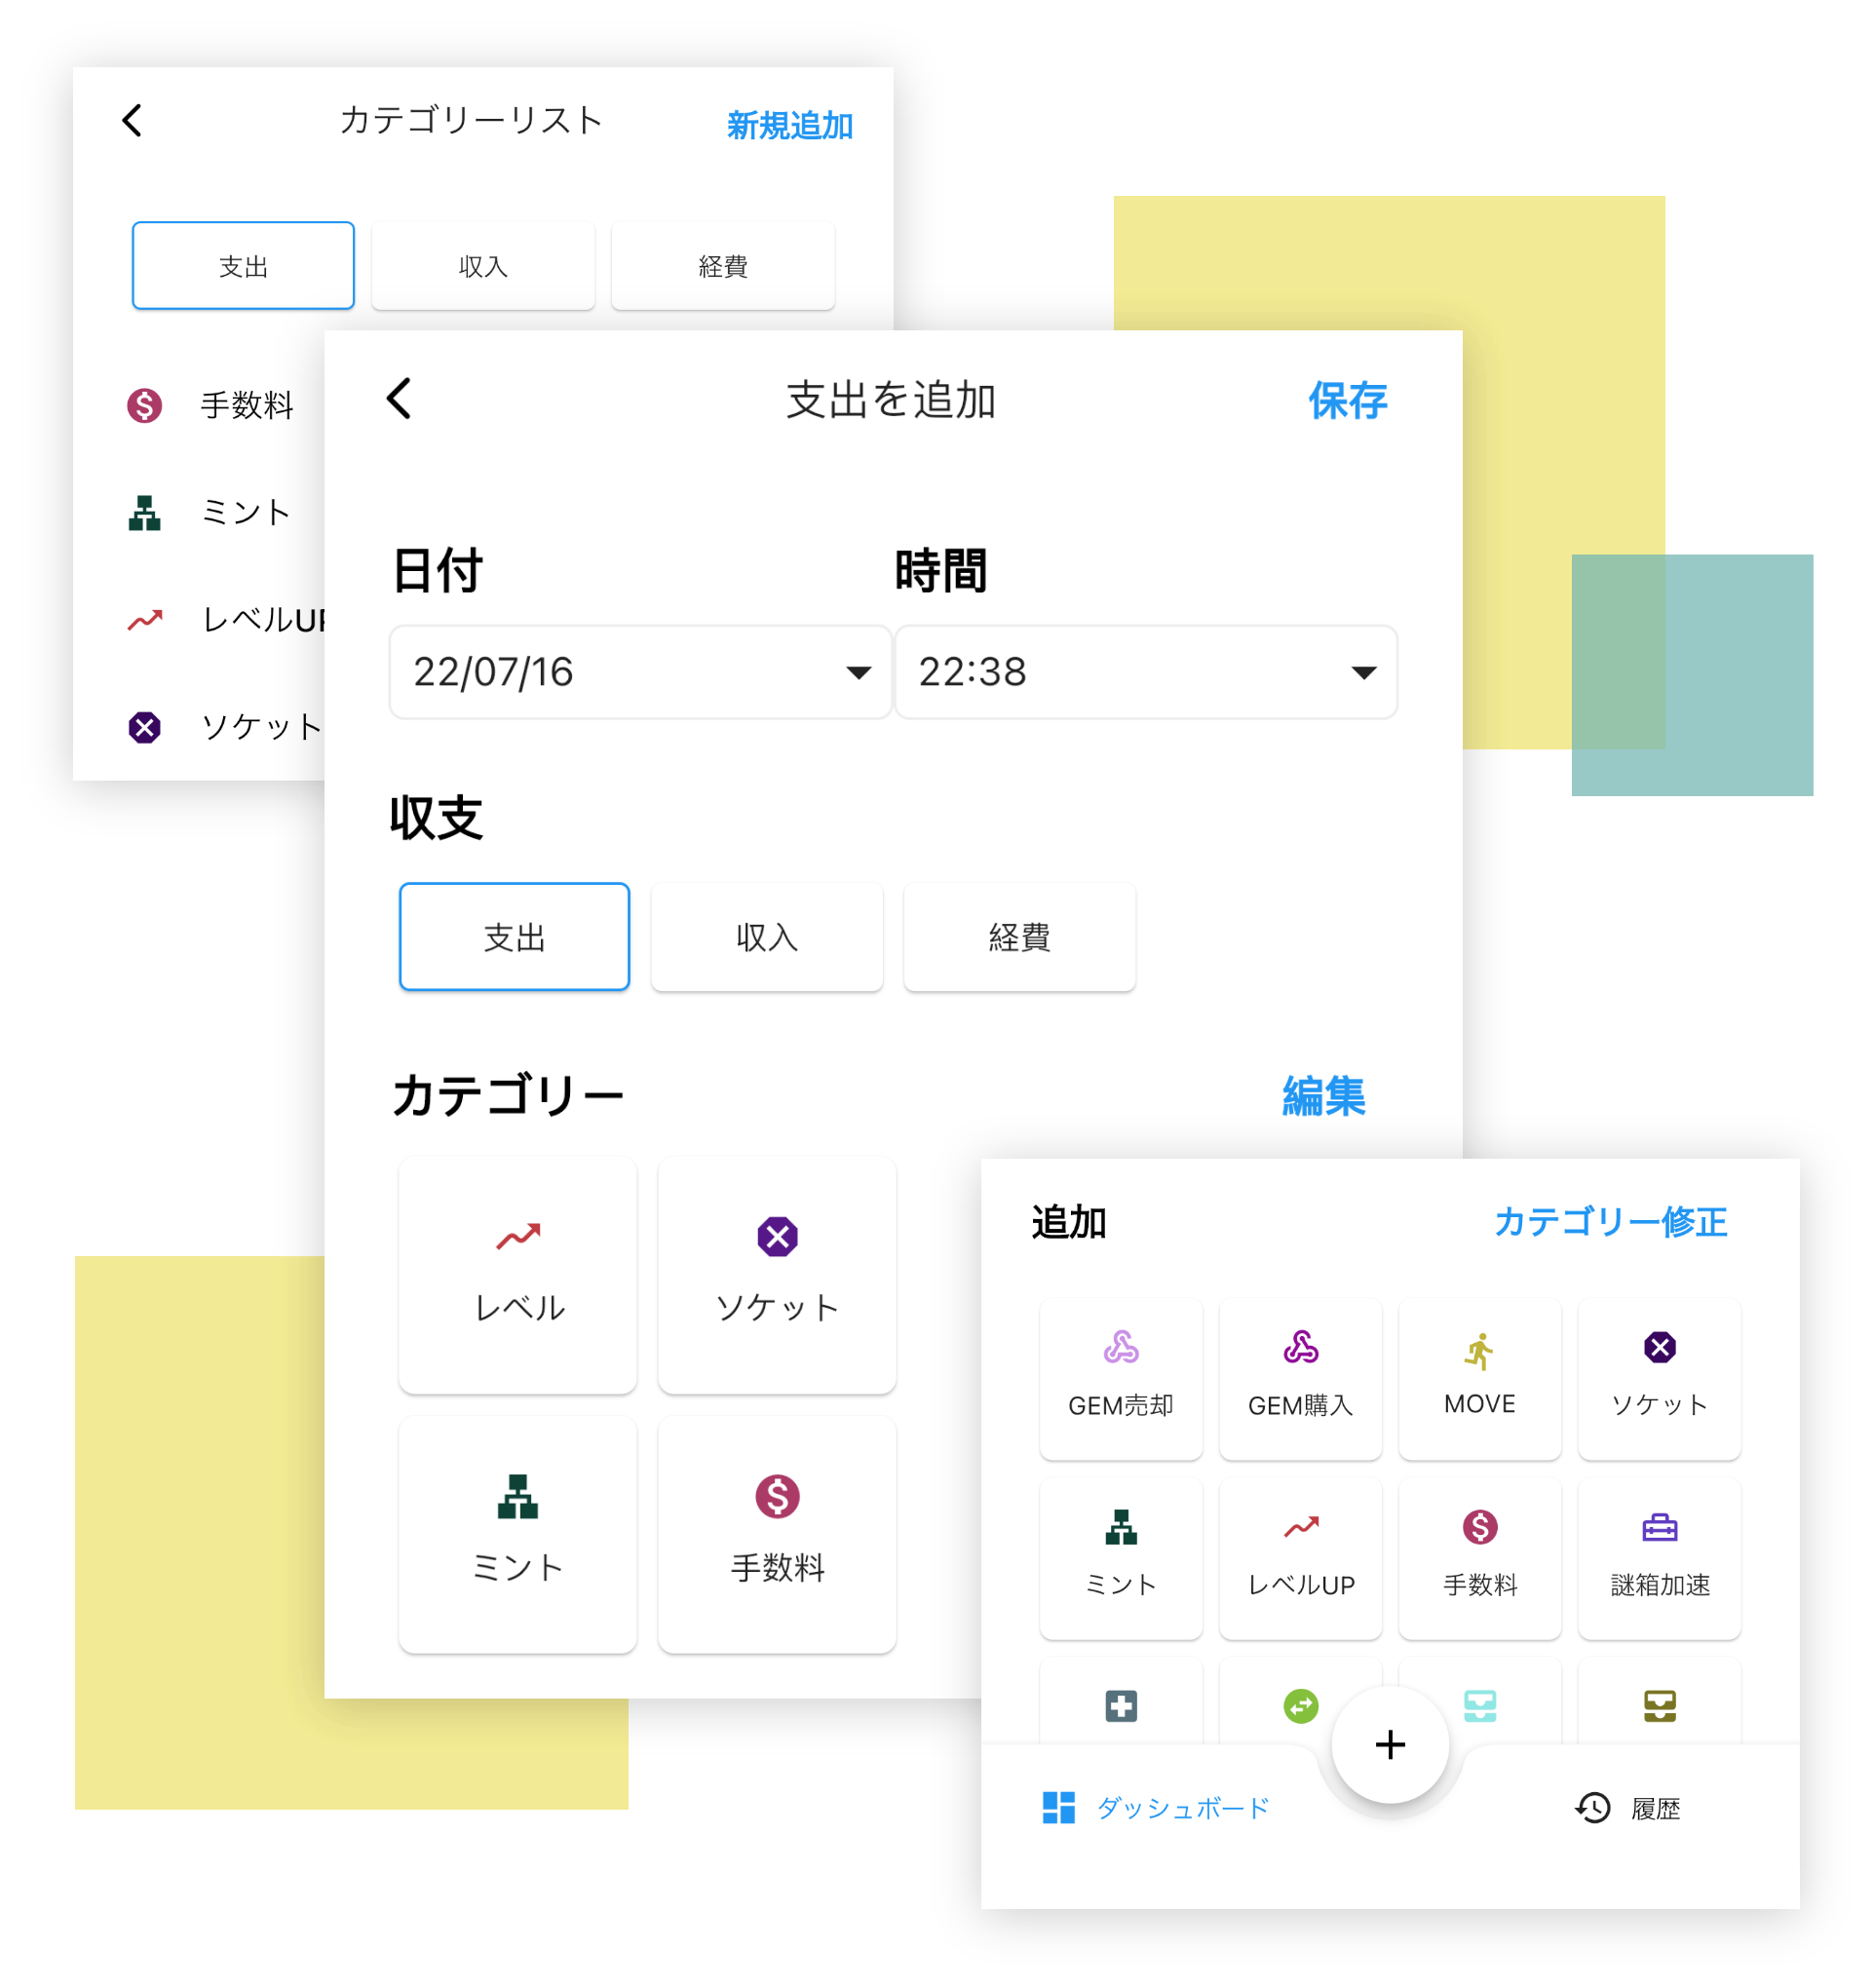 カテゴリーリスト
新規追加
支出
収入
経費
手数料
ミント
レベルUP
ソケット
支出を追加
保存
日付
時間
22/07/16
22:38
収支
支出
収入
経費
カテゴリー
編集
レベル
ソケット
ミント
手数料
追加
カテゴリー修正
GEM売却
GEM購入
MOVE
ソケット
ミント
レベルUP
手数料
謎箱加速
ダッシュボード
履歴